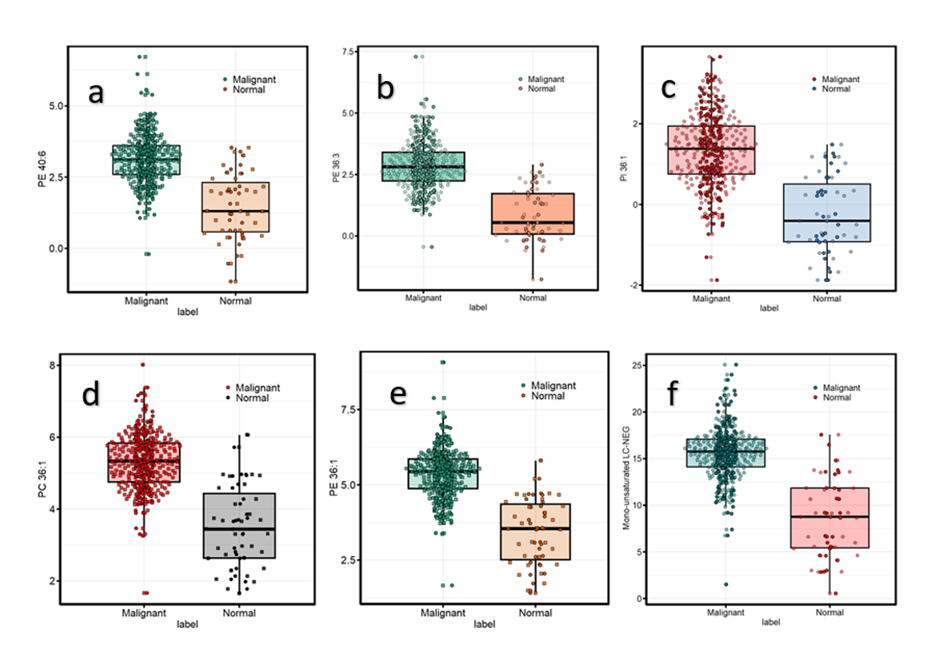 a
Malignant
Normal
5.0
2.5
0.0
PE 40:6
Malignant
Normal
label
b
Malignant
Normal
7.5
5.0
2.5
0.0
PE 36:3
Malignant
Normal
label
c
Malignant
Normal
2
0
-2
PI 36:1
Malignant
Normal
label
d
Malignant
Normal
8
6
4
2
PC 36:1
Malignant
Normal
label
e
Malignant
Normal
7.5
5.0
2.5
PE 36:1
Malignant
Normal
label
f
Malignant
Normal
25
20
15
10
5
0
Mono-unsaturated LC-NEG
Malignant
Normal
label